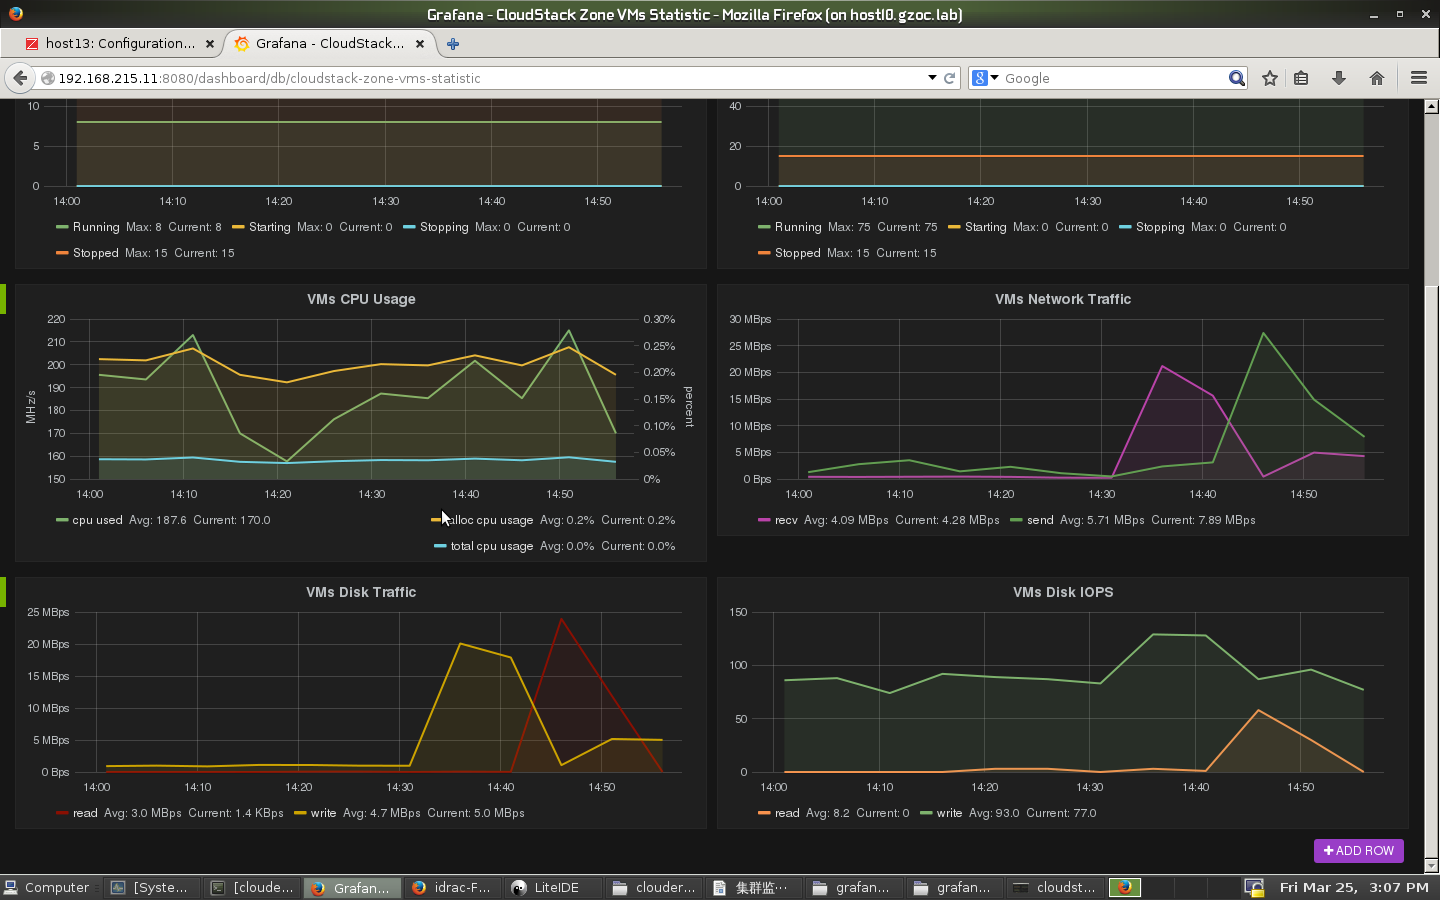 Grafana - CloudStack Zone VMs Statistic - Mozilla Firefox (on host10.gzoc.lab)
host13: Configuration... × Grafana - CloudStack... ×
192.168.215.11:8080/dashboard/db/cloudstack-zone-vms-statistic Google
10
5
0
14:00 14:10 14:20 14:30 14:40 14:50
Running Max: 8 Current: 8 Starting Max: 0 Current: 0 Stopping Max: 0 Current: 0
Stopped Max: 15 Current: 15
40
20
0
14:00 14:10 14:20 14:30 14:40 14:50
Running Max: 75 Current: 75 Starting Max: 0 Current: 0 Stopping Max: 0 Current: 0
Stopped Max: 15 Current: 15
VMs CPU Usage
220 0.30%
210
200 0.25%
190 0.20%
180 0.15%
170 0.10%
160 0.05%
150 0%
MHz/s
percent
14:00 14:10 14:20 14:30 14:40 14:50
cpu used Avg: 187.6 Current: 170.0 lloc cpu usage Avg: 0.2% Current: 0.2%
total cpu usage Avg: 0.0% Current: 0.0%
VMs Network Traffic
30 MBps
25 MBps
20 MBps
15 MBps
10 MBps
5 MBps
0 Bps
14:00 14:10 14:20 14:30 14:40 14:50
recv Avg: 4.09 MBps Current: 4.28 MBps send Avg: 5.71 MBps Current: 7.89 MBps
VMs Disk Traffic
25 MBps
20 MBps
15 MBps
10 MBps
5 MBps
0 Bps
14:00 14:10 14:20 14:30 14:40 14:50
read Avg: 3.0 MBps Current: 1.4 KBps write Avg: 4.7 MBps Current: 5.0 MBps
VMs Disk IOPS
150
100
50
0
14:00 14:10 14:20 14:30 14:40 14:50
read Avg: 8.2 Current: 0 write Avg: 93.0 Current: 77.0
+ ADD ROW
Computer [Syste... [cloude... Grafan... idrac-F... LiteIDE clouder... 集群监... grafan... grafan... cloudst... Fri Mar 25, 3:07 PM